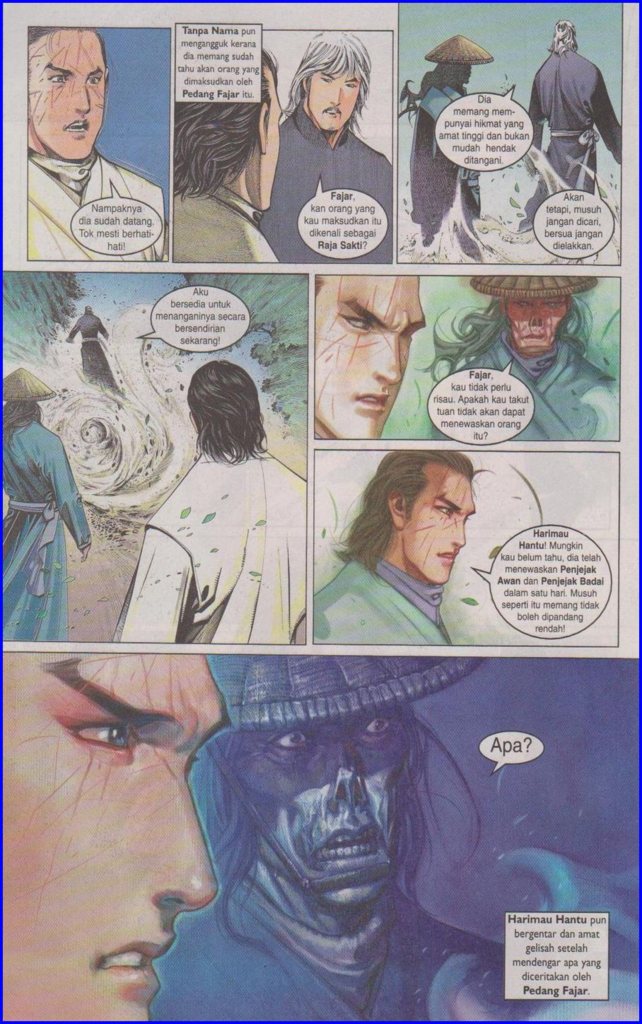 Nampaknya
dia sudah datang.
Tok mesti berhati-
hati!
Tanpa Nama pun
mengangguk kerana
dia memang sudah
tahu akan orang yang
dimaksudkan oleh
Pedang Fajar itu.
Fajar,
kan orang yang
kau maksudkan itu
dikenali sebagai
Raja Sakti?
Dia
memang mem-
punyai hikmat yang
amat tinggi dan bukan
mudah hendak
ditangani.
Akan
tetapi, musuh
jangan dicari,
bersua jangan
dielakkan.
Aku
bersedia untuk
menanganinya secara
bersendirian
sekarang!
Fajar,
kau tidak perlu
risau. Apakah kau takut
tuan tidak akan dapat
menewaskan orang
itu?
Harimau
Hantu! Mungkin
kau belum tahu, dia telah
menewaskan Penjejak
Awan dan Penjejak Badai
dalam satu hari. Musuh
seperti itu memang tidak
boleh dipandang
rendah!
Apa?
Harimau Hantu pun
bergentar dan amat
gelisah setelah
mendengar apa yang
diceritakan oleh
Pedang Fajar.